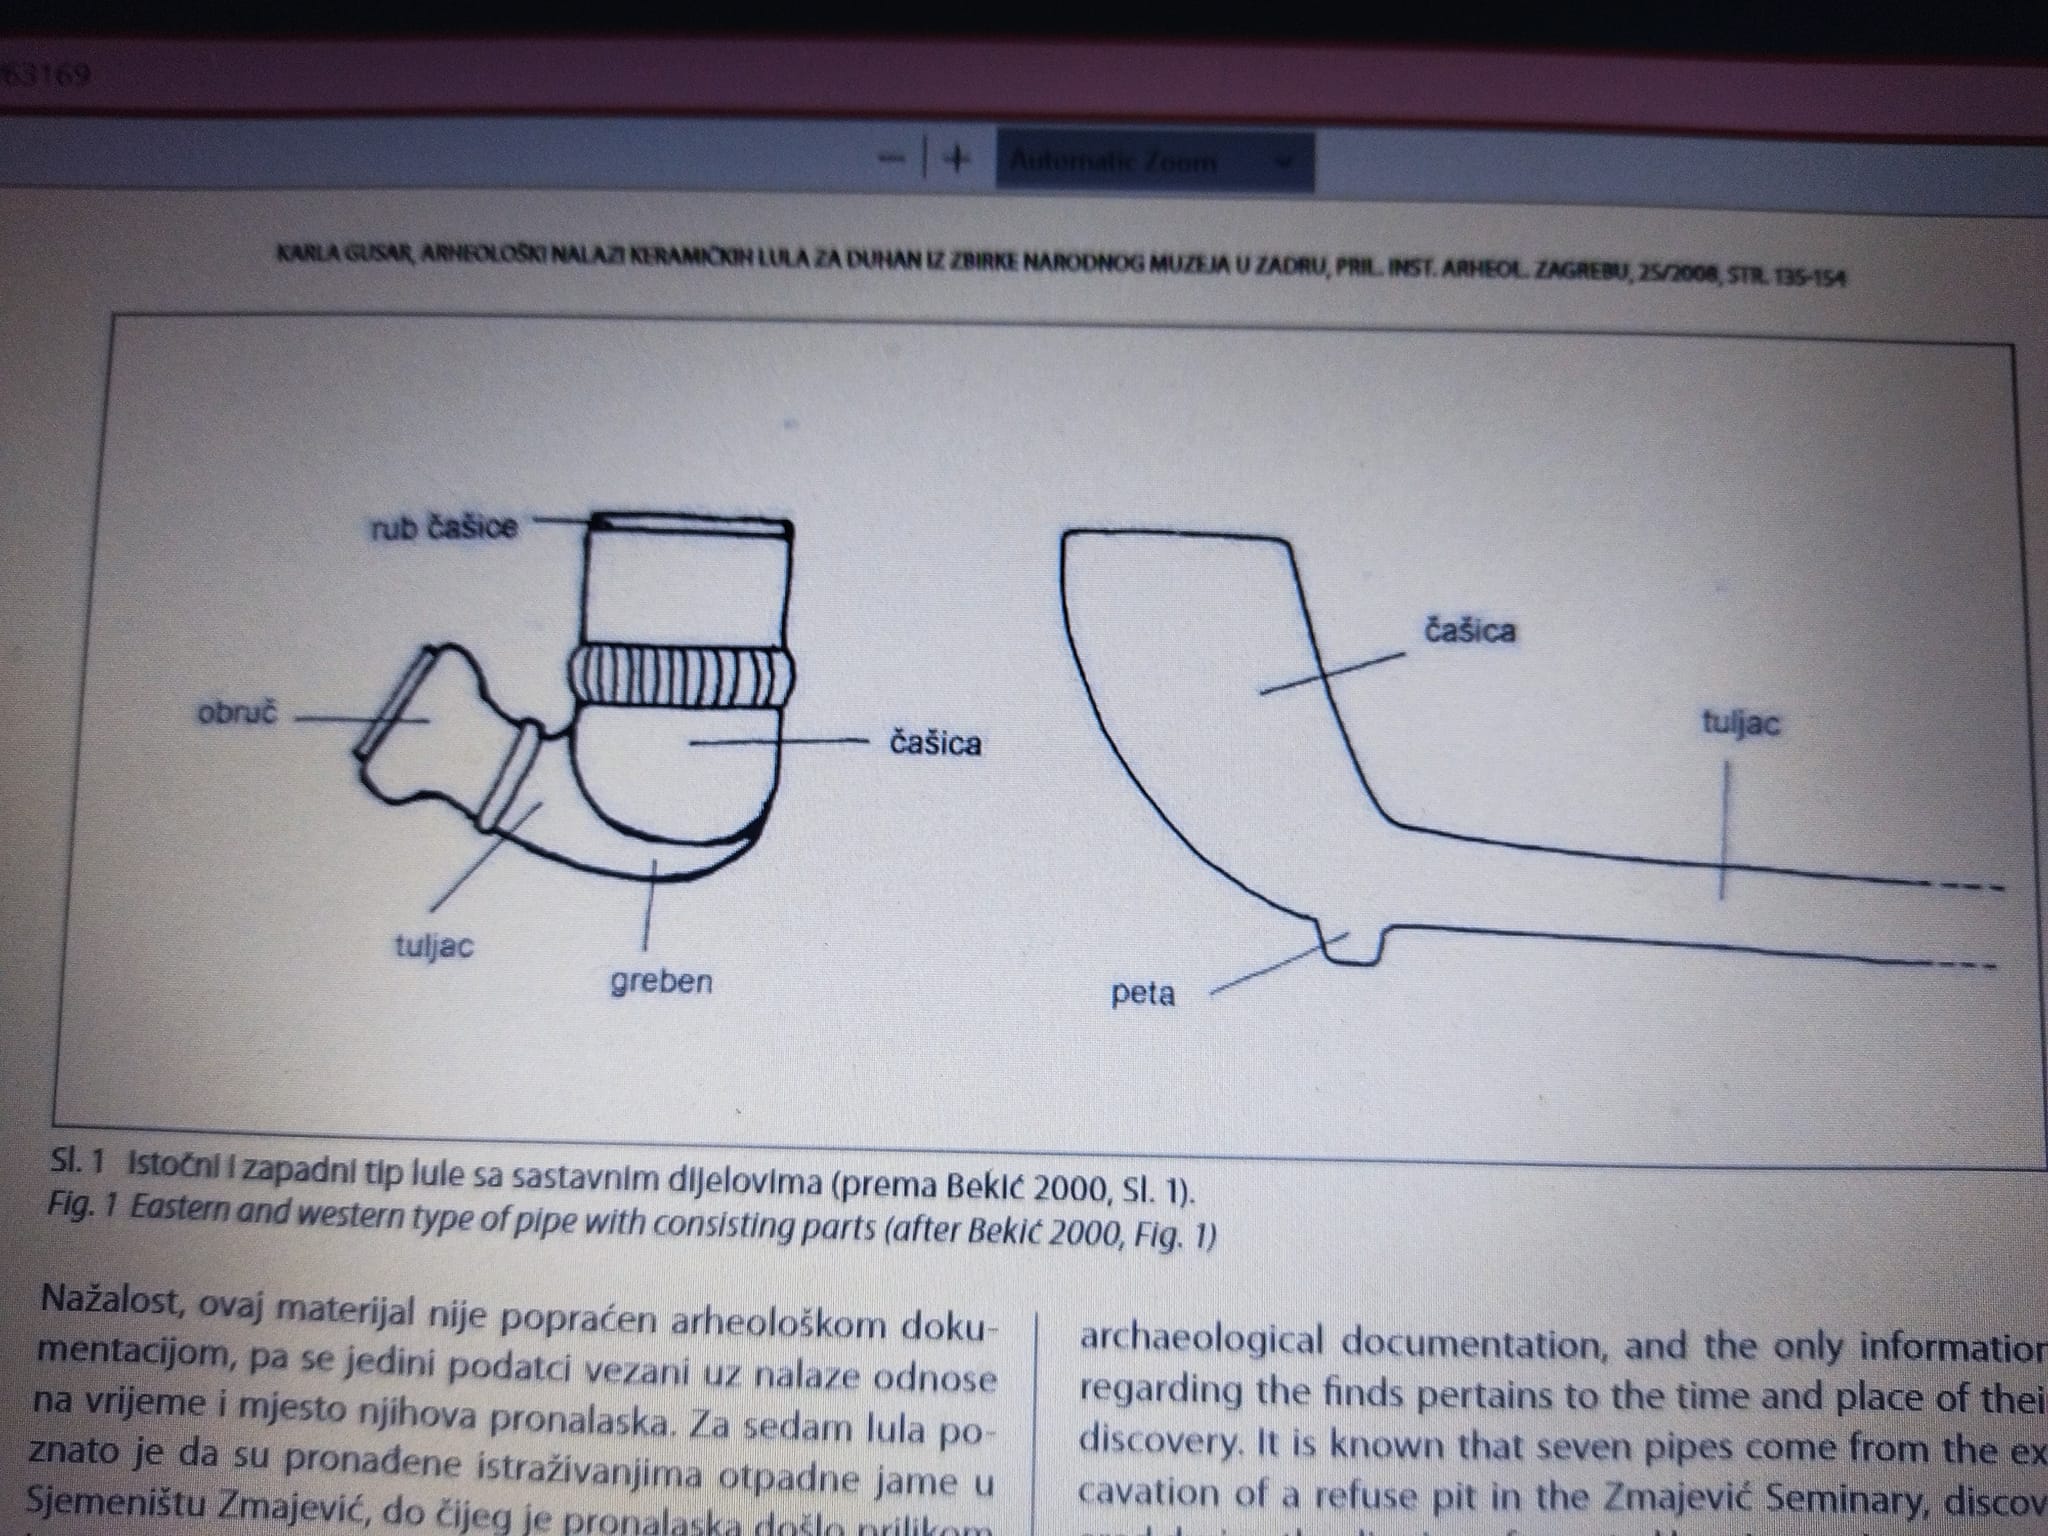 63169
Automatic Zoom
KARLA GUSAR, ARHEOLOŠKI NALAZI KERAMIČKIH LULA ZA DUHAN IZ ZBIRKE NARODNOG MUZEJA U ZADRU, PRIL. INST. ARHEOL. ZAGREBU, 25/2008, STR. 135-154
rub čašice
obruč
čašica
tuljac
greben
čašica
tuljac
peta
Sl. 1 Istočni i zapadni tip lule sa sastavnim dijelovima (prema Bekić 2000, Sl. 1).
Fig. 1 Eastern and western type of pipe with consisting parts (after Bekić 2000, Fig. 1)
Nažalost, ovaj materijal nije popraćen arheološkom doku-
mentacijom, pa se jedini podatci vezani uz nalaze odnose
na vrijeme i mjesto njihova pronalaska. Za sedam lula po-
znato je da su pronađene istraživanjima otpadne jame u
Sjemeništu Zmajević, do čijeg je pronalaska došlo prilikom
archaeological documentation, and the only information
regarding the finds pertains to the time and place of thei
discovery. It is known that seven pipes come from the ex
cavation of a refuse pit in the Zmajević Seminary, discov